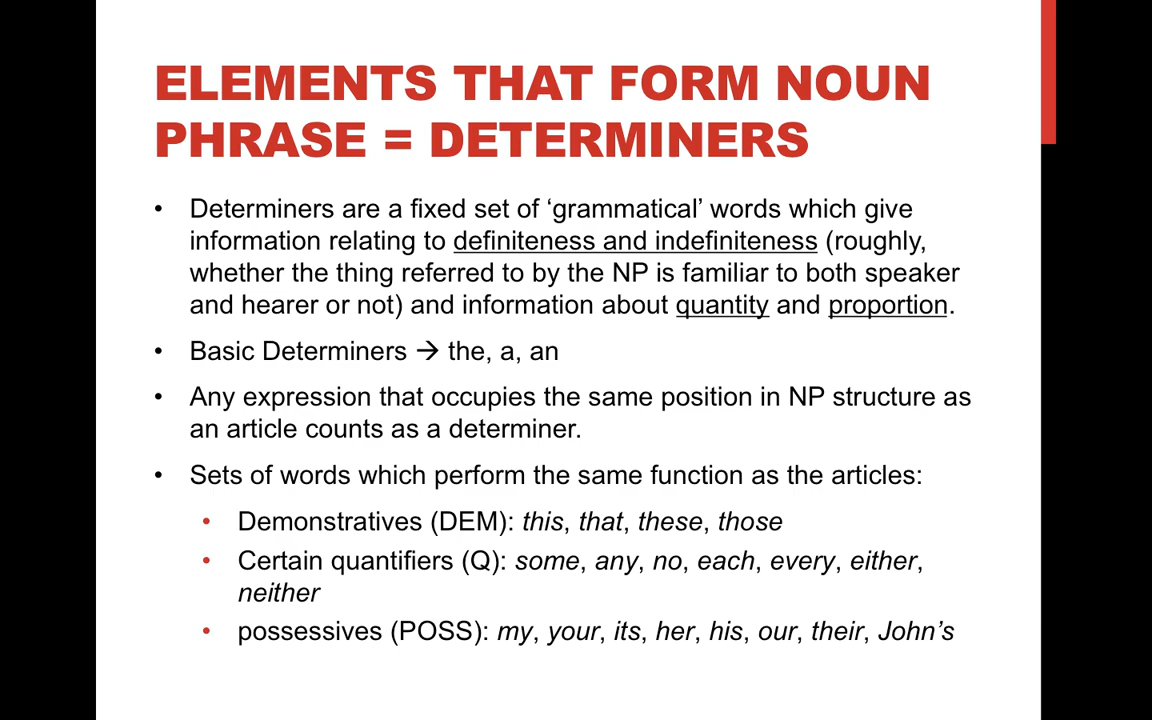 ELEMENTS THAT FORM NOUN
PHRASE = DETERMINERS
• Determiners are a fixed set of ‘grammatical’ words which give
information relating to definiteness and indefiniteness (roughly,
whether the thing referred to by the NP is familiar to both speaker
and hearer or not) and information about quantity and proportion.
• Basic Determiners → the, a, an
• Any expression that occupies the same position in NP structure as
an article counts as a determiner.
• Sets of words which perform the same function as the articles:
• Demonstratives (DEM): this, that, these, those
• Certain quantifiers (Q): some, any, no, each, every, either,
neither
• possessives (POSS): my, your, its, her, his, our, their, John’s